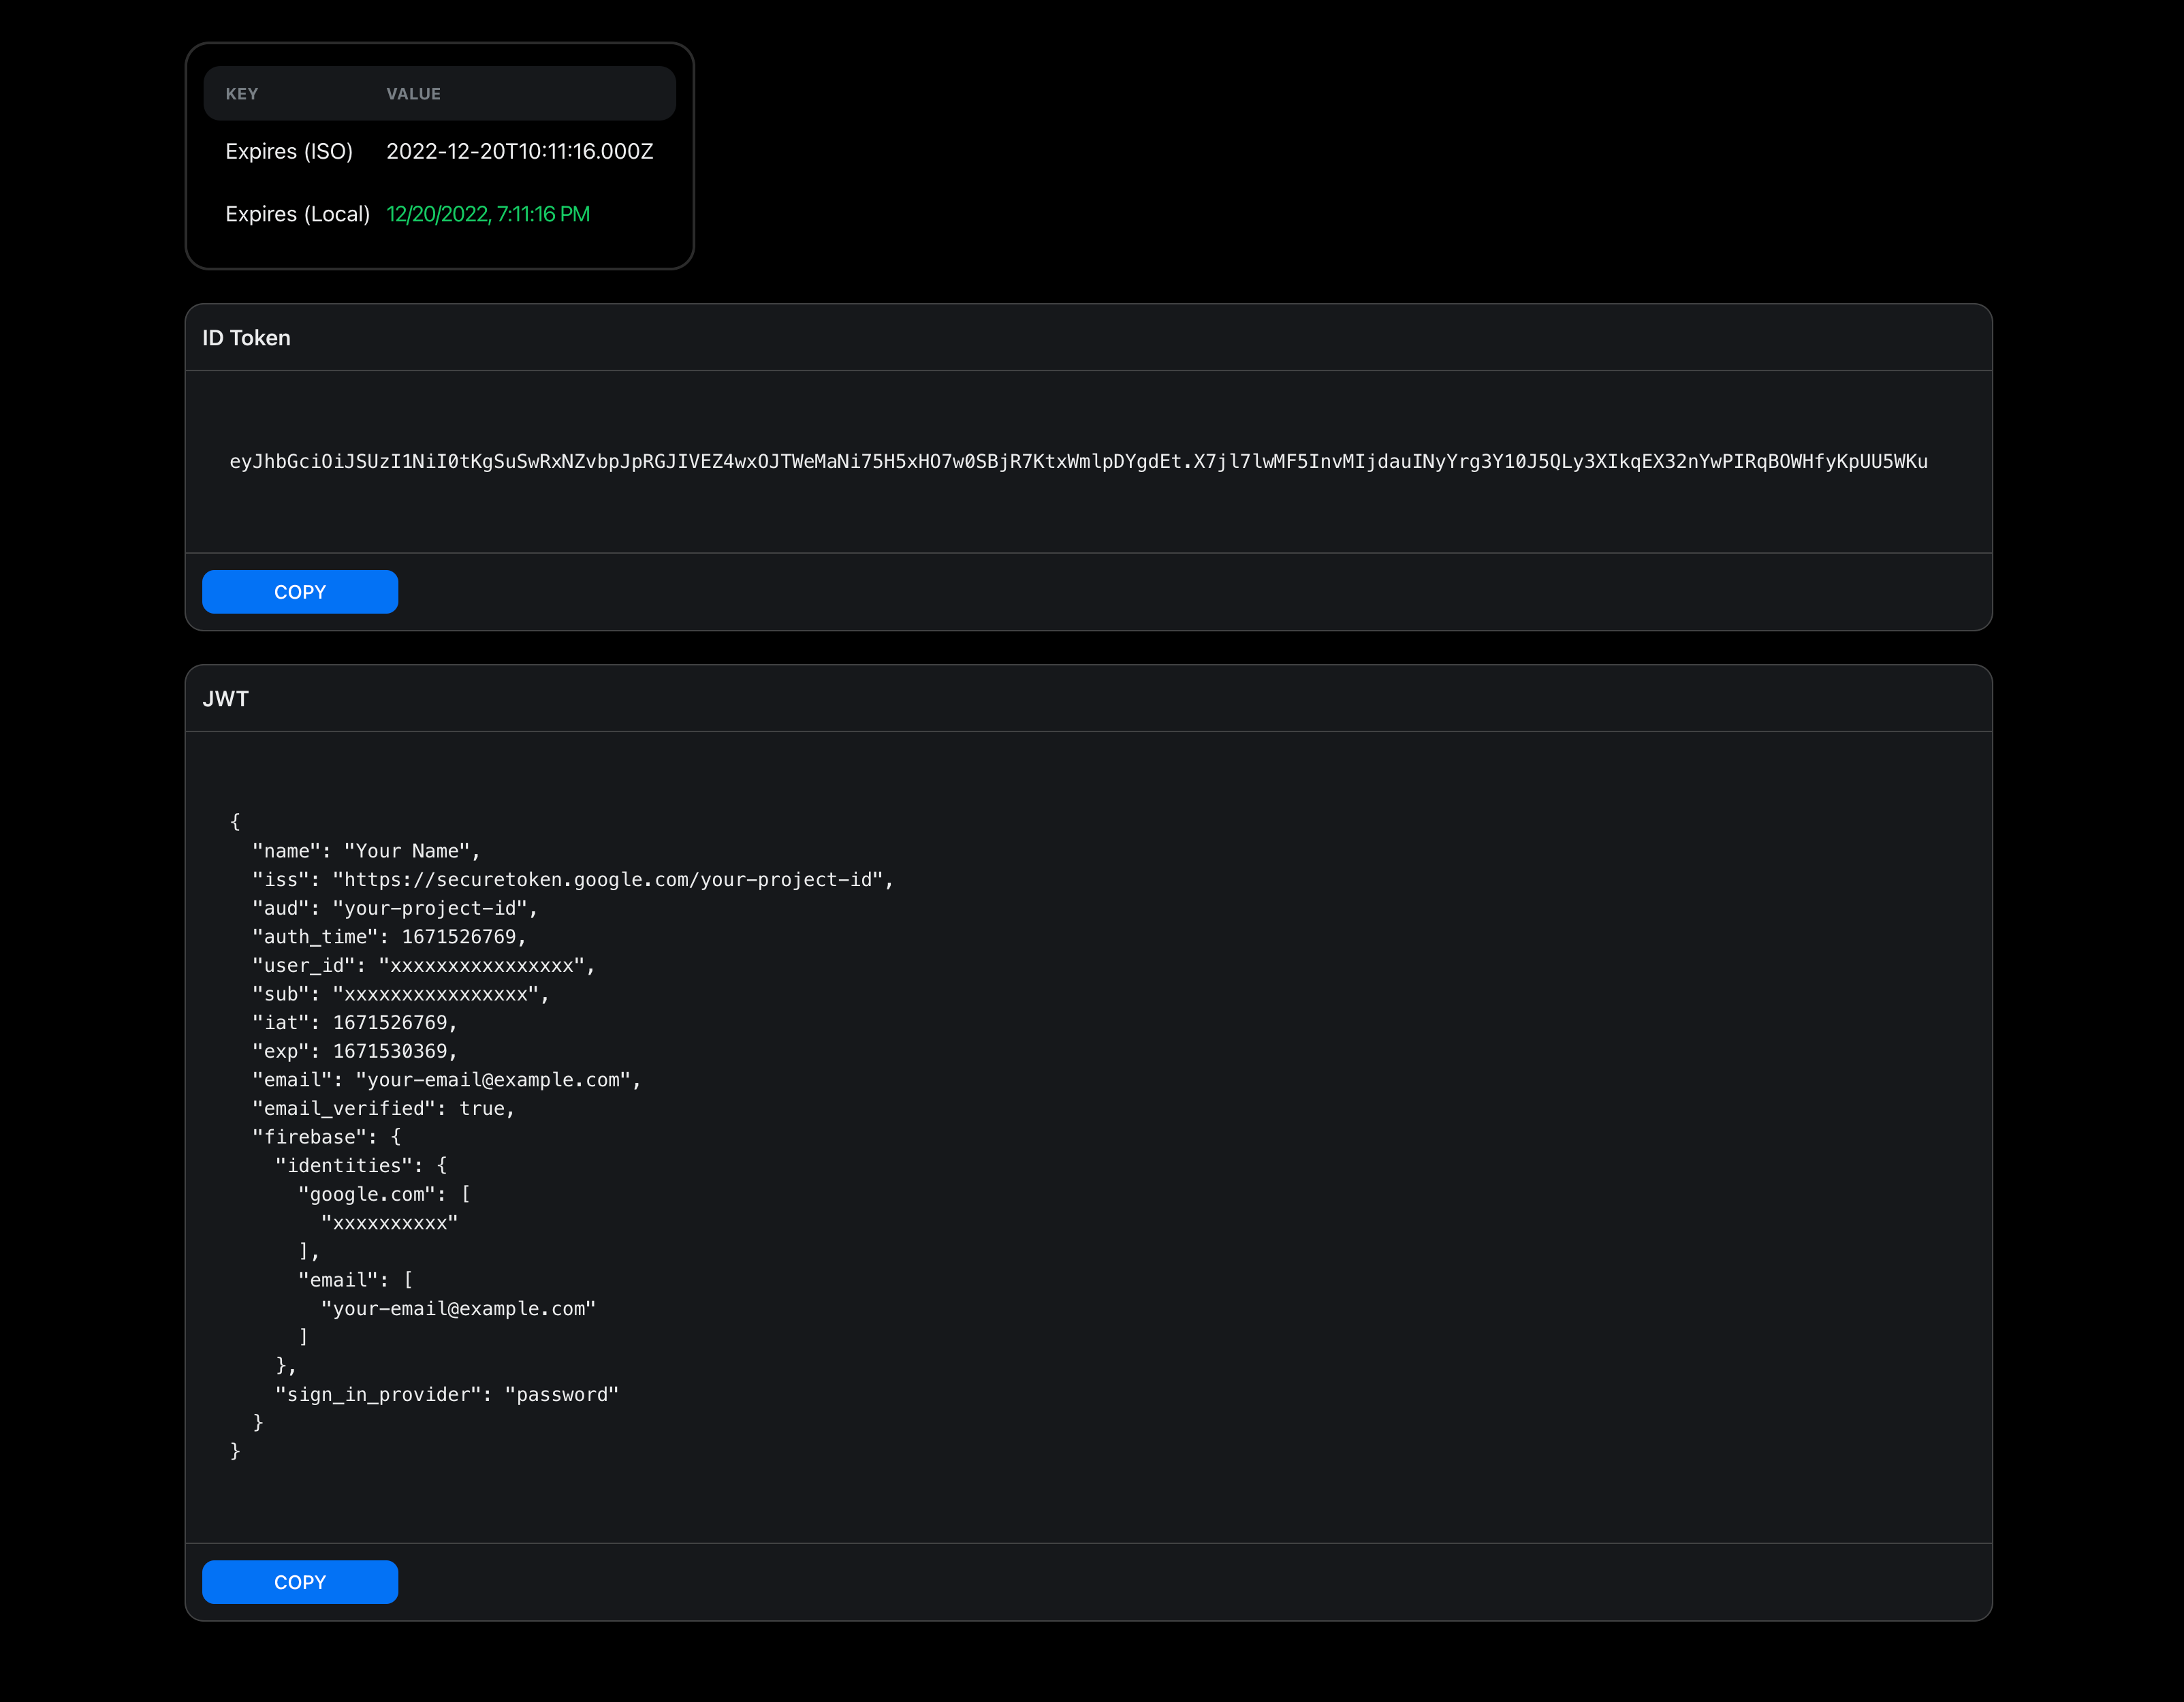 KEY VALUE
Expires (ISO) 2022-12-20T10:11:16.000Z
Expires (Local) 12/20/2022, 7:11:16 PM
ID Token
eyJhbGciOiJSUzI1NiI0tKgSuSwRxNZvbpJpRGJIVEZ4wxOJTWeMaNi75H5xHO7w0SBjR7KtxWmlpDYgdEt.X7jl7lwMF5InvMIjdauINyYrg3Y10J5QLy3XIkqEX32nYwPIRqBOWHfyKpUU5WKu
COPY
JWT
{
  "name": "Your Name",
  "iss": "https://securetoken.google.com/your-project-id",
  "aud": "your-project-id",
  "auth_time": 1671526769,
  "user_id": "xxxxxxxxxxxxxxxx",
  "sub": "xxxxxxxxxxxxxxxx",
  "iat": 1671526769,
  "exp": 1671530369,
  "email": "your-email@example.com",
  "email_verified": true,
  "firebase": {
    "identities": {
      "google.com": [
        "xxxxxxxxxx"
      ],
      "email": [
        "your-email@example.com"
      ]
    },
    "sign_in_provider": "password"
  }
}
COPY